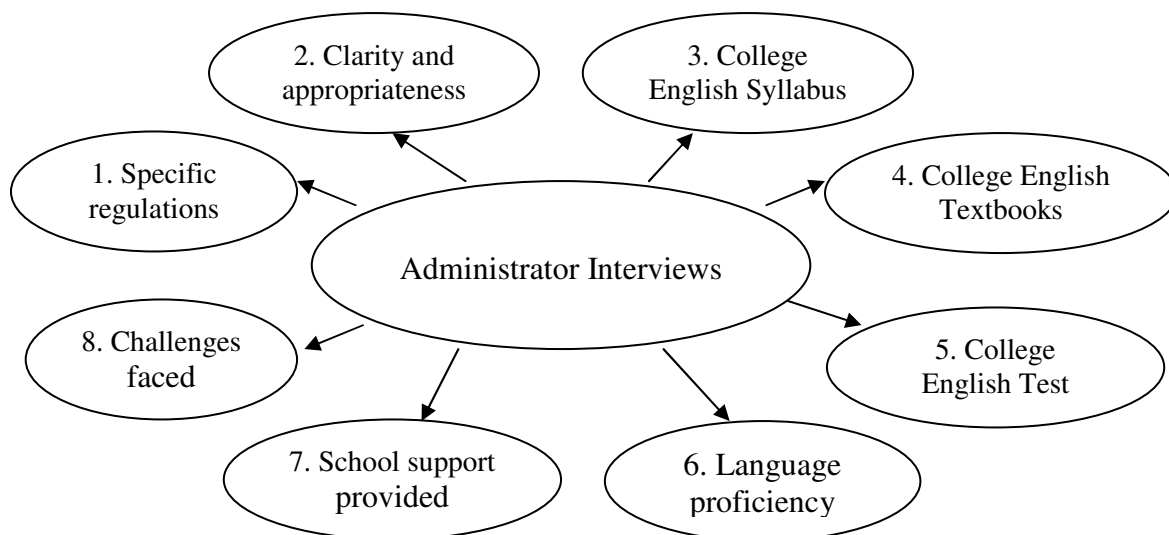 2. Clarity and
appropriateness
3. College
English Syllabus
1. Specific
regulations
4. College English
Textbooks
Administrator Interviews
8. Challenges
faced
5. College
English Test
7. School support
provided
6. Language
proficiency